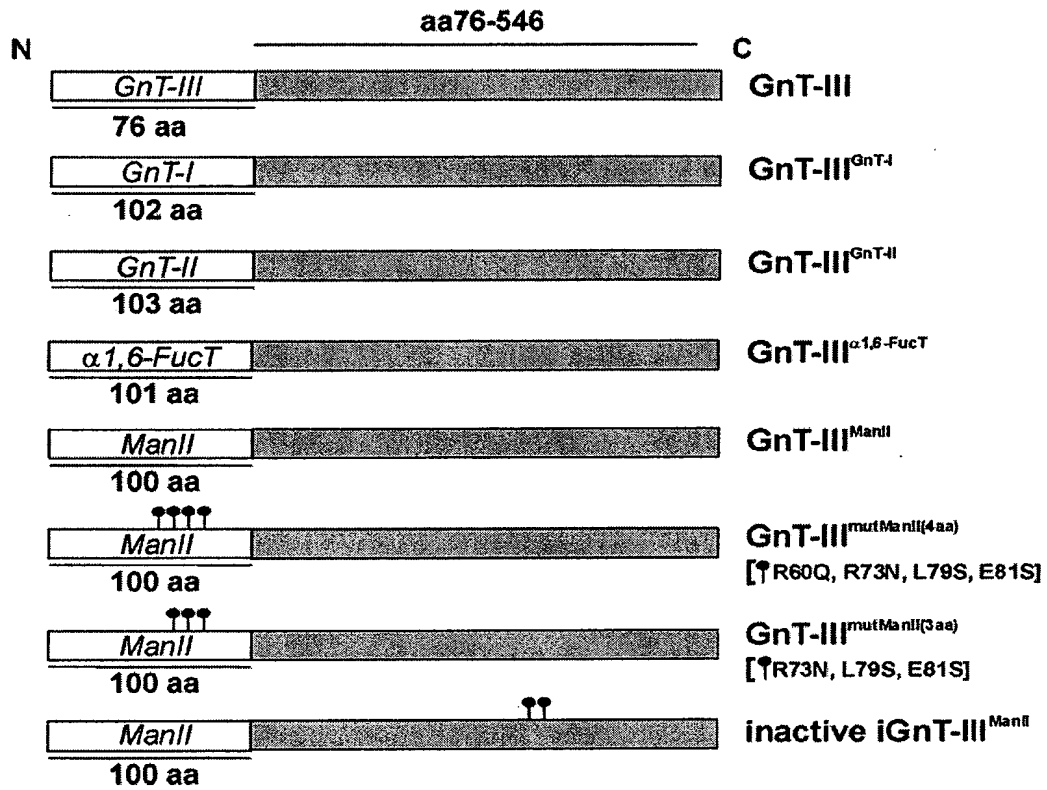 aa76-546
N C
GnT-III GnT-III
76 aa
GnT-I GnT-III^GnT-I
102 aa
GnT-II GnT-III^GnT-II
103 aa
α1,6-FucT GnT-III^α1,6-FucT
101 aa
ManII GnT-III^ManII
100 aa
ManII GnT-III^mutManII(4aa)
100 aa [R60Q, R73N, L79S, E81S]
ManII GnT-III^mutManII(3aa)
100 aa [R73N, L79S, E81S]
ManII inactive iGnT-III^ManII
100 aa